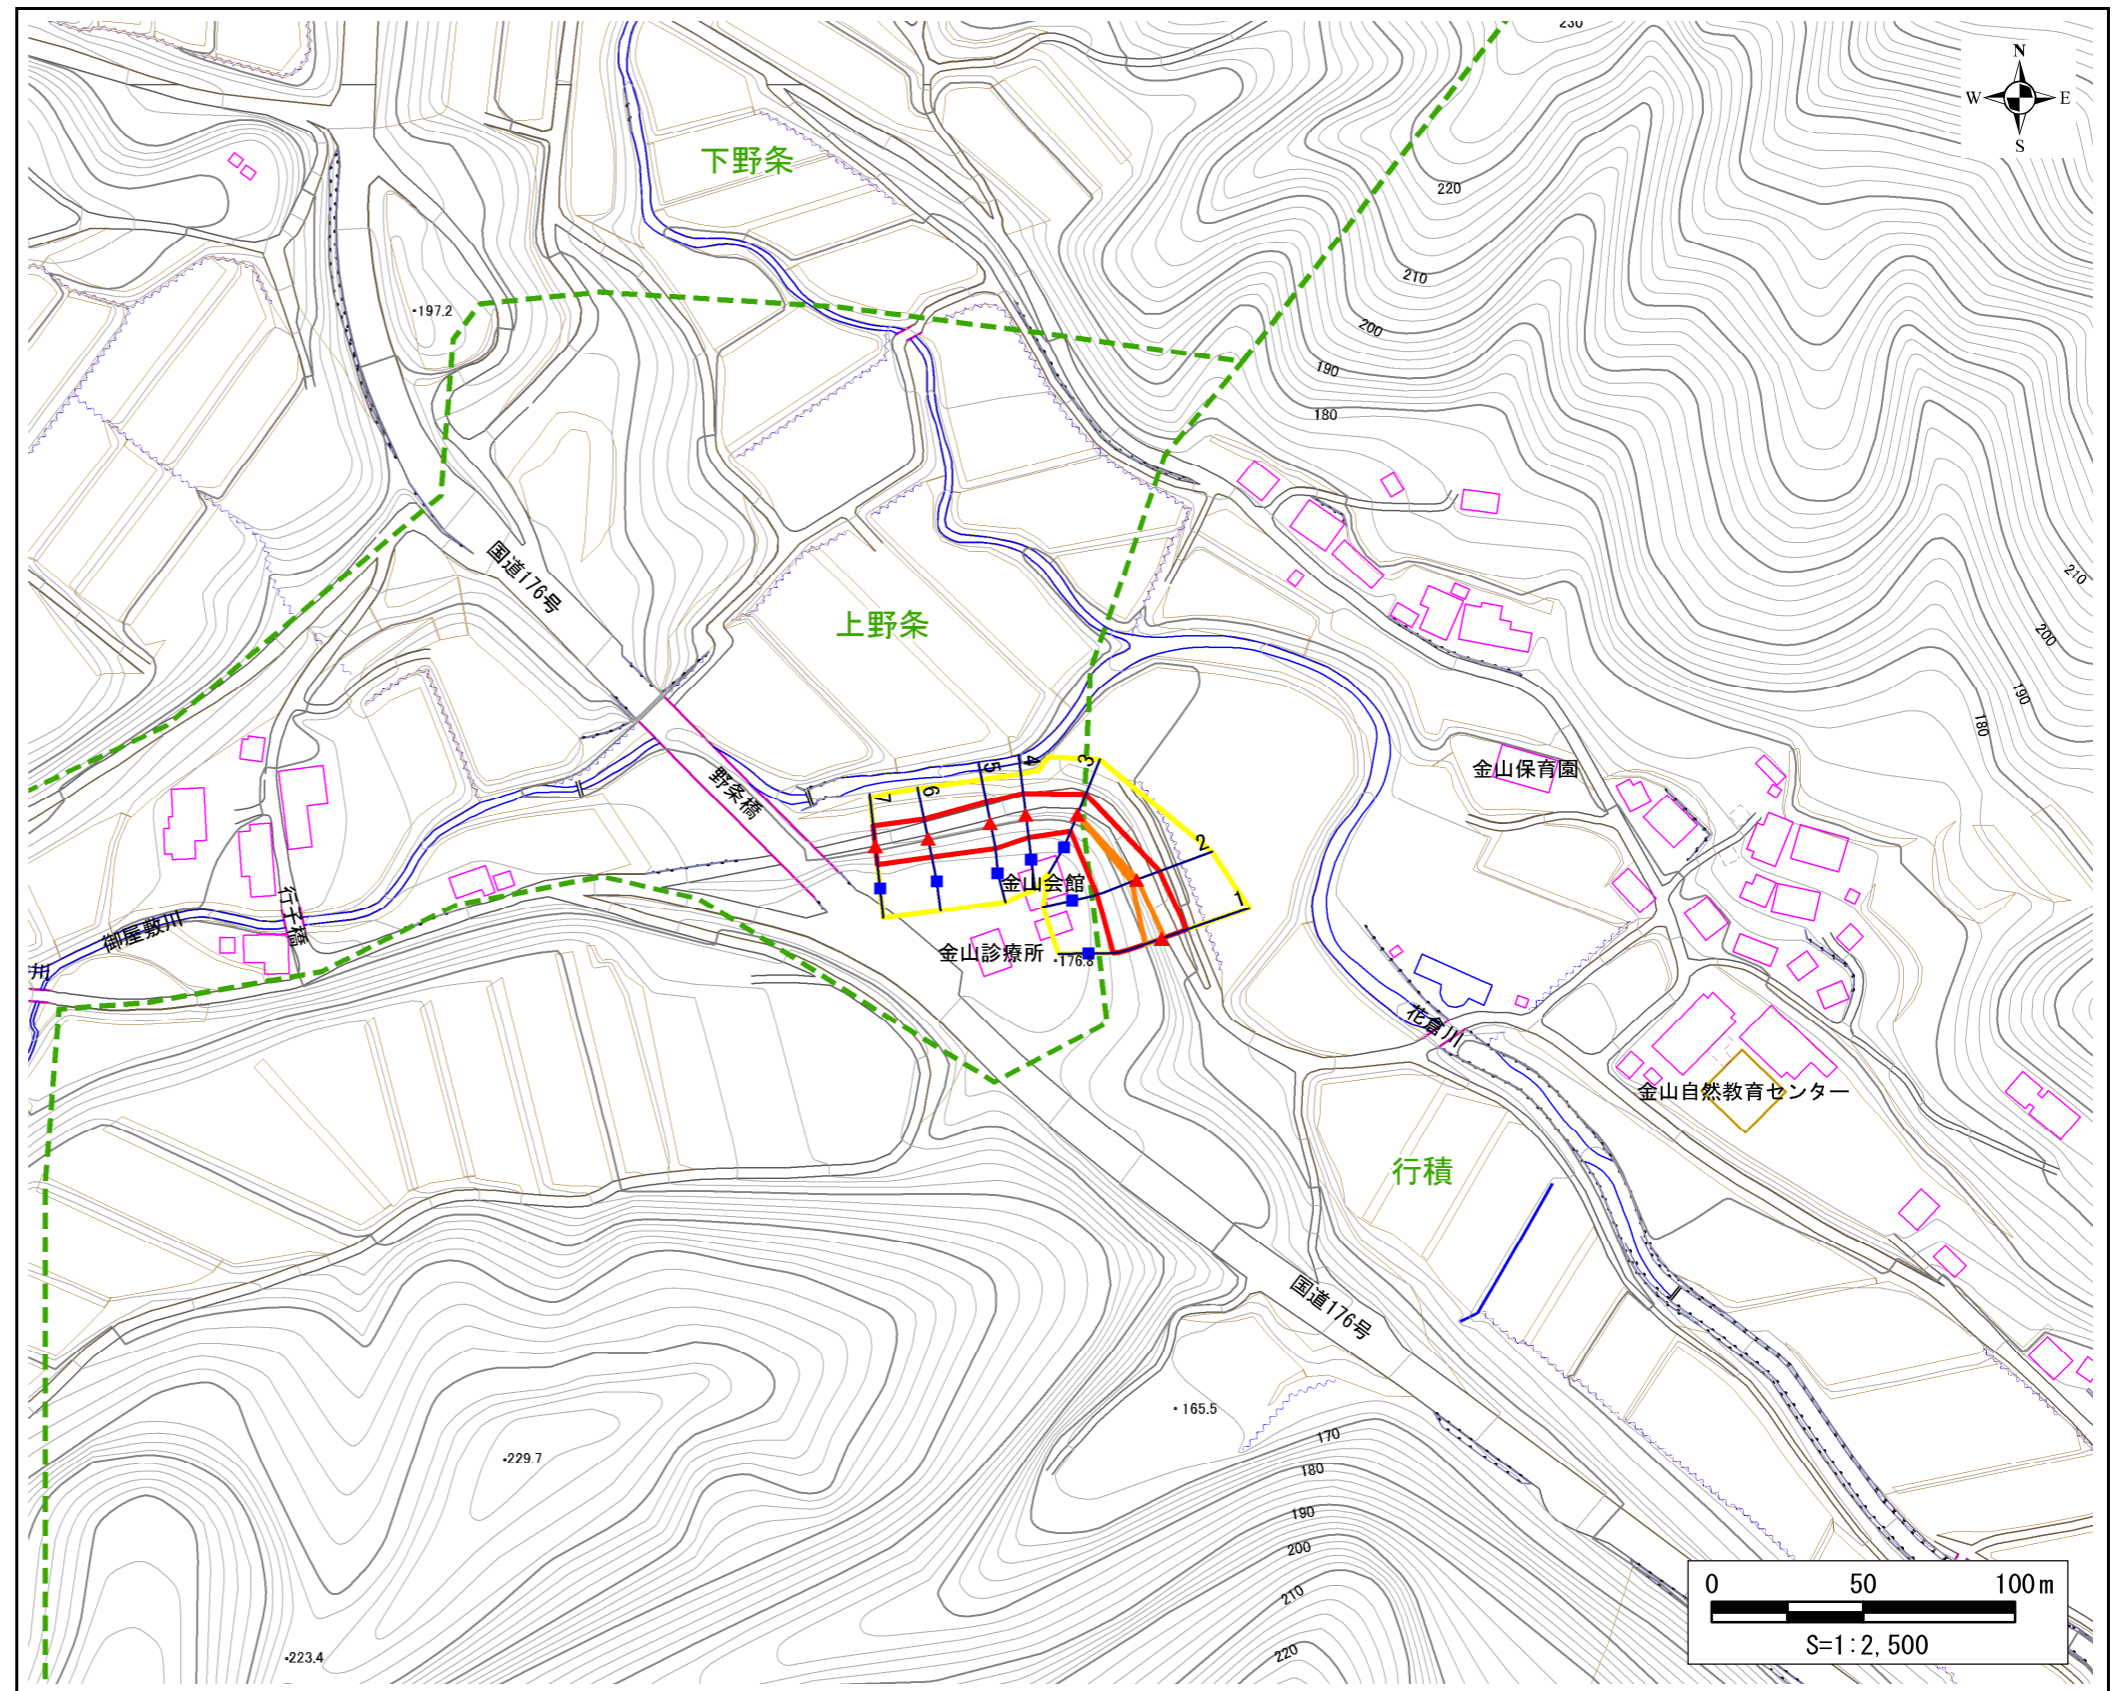 230
N
W
E
S
下野条
220
197.2
210
200
190
180
国道176号
210
上野条
200
190
180
金山保育園
野条橋
7
6
5
4
3
2
1
金山会館
行千橋
御屋敷川
川
金山診療所
176.8
花倉川
金山自然教育センター
行積
国道176号
165.5
170
180
190
200
210
220
229.7
223.4
0 50 100m
S=1:2,500